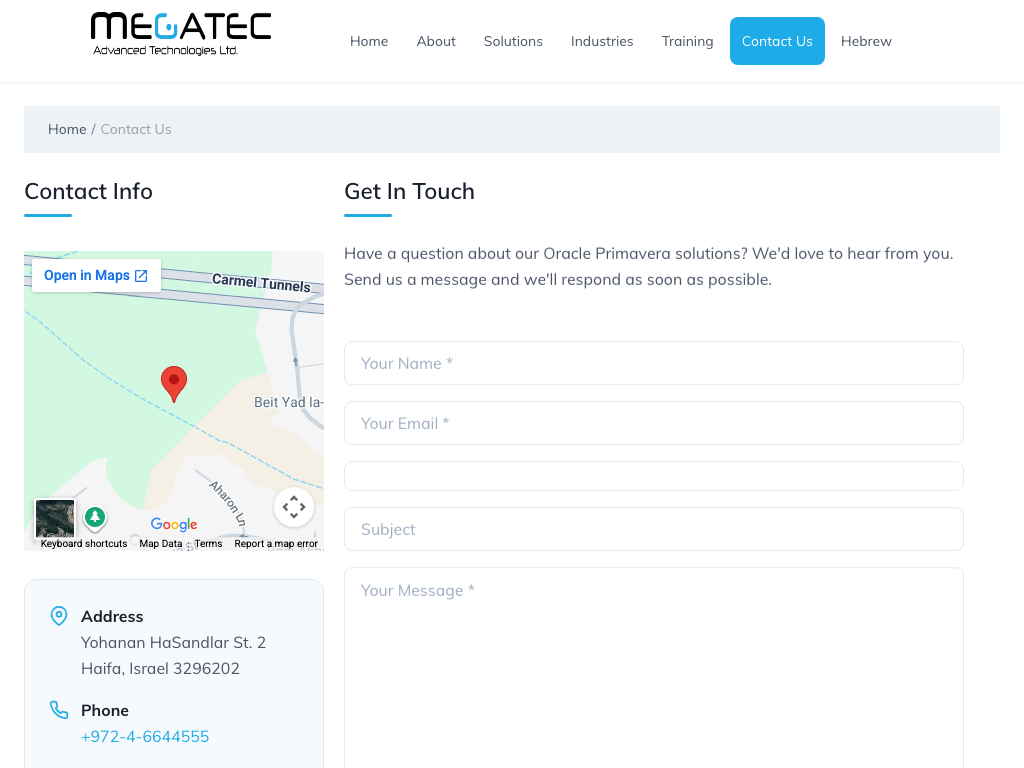 MEGATEC
Advanced Technologies Ltd.
Home
About
Solutions
Industries
Training
Contact Us
Hebrew
Home / Contact Us
Contact Info
Open in Maps
Carmel Tunnels
Beit Yad la-
Aharon Ln
Google
Keyboard shortcuts
Map Data
Terms
Report a map error
Address
Yohanan HaSandlar St. 2
Haifa, Israel 3296202
Phone
+972-4-6644555
Get In Touch
Have a question about our Oracle Primavera solutions? We'd love to hear from you.
Send us a message and we'll respond as soon as possible.
Your Name *
Your Email *
Subject
Your Message *